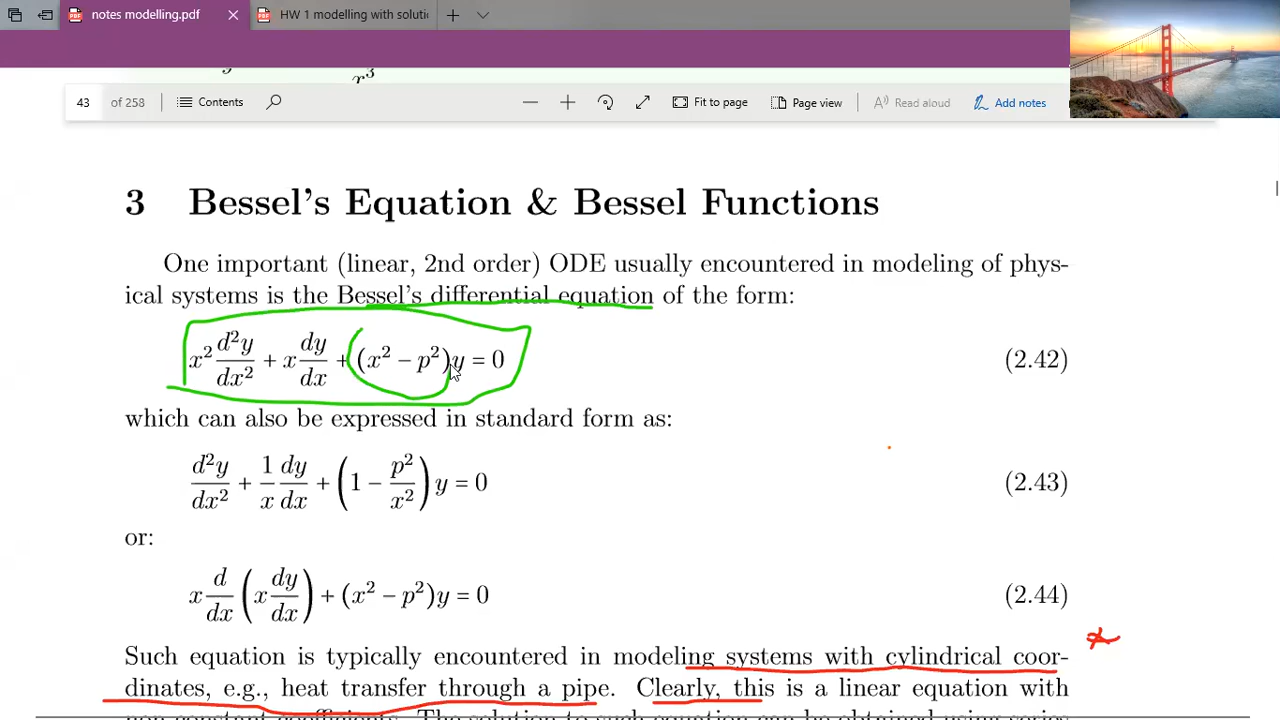 notes modelling.pdf
HW 1 modelling with soluti
r³
43 of 258
Contents
Fit to page
Page view
Read aloud
Add notes
3 Bessel's Equation & Bessel Functions
One important (linear, 2nd order) ODE usually encountered in modeling of phys-
ical systems is the Bessel's differential equation of the form:
x² d²y/dx² + x dy/dx + (x² − p²)y = 0 (2.42)
which can also be expressed in standard form as:
d²y/dx² + 1/x dy/dx + (1 − p²/x²) y = 0 (2.43)
or:
x d/dx (x dy/dx) + (x² − p²)y = 0 (2.44)
Such equation is typically encountered in modeling systems with cylindrical coor-
dinates, e.g., heat transfer through a pipe. Clearly, this is a linear equation with